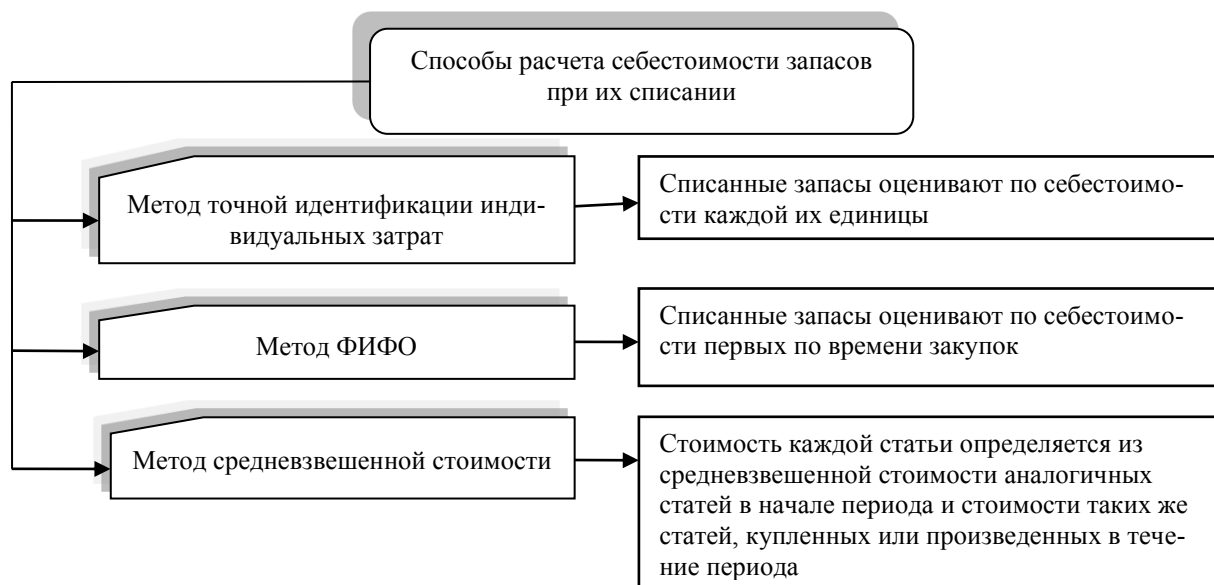 Способы расчета себестоимости запасов
при их списании
Метод точной идентификации инди-
видуальных затрат
Списанные запасы оценивают по себестоимо-
сти каждой их единицы
Метод ФИФО
Списанные запасы оценивают по себестоимо-
сти первых по времени закупок
Метод средневзвешенной стоимости
Стоимость каждой статьи определяется из
средневзвешенной стоимости аналогичных
статей в начале периода и стоимости таких же
статей, купленных или произведенных в тече-
ние периода